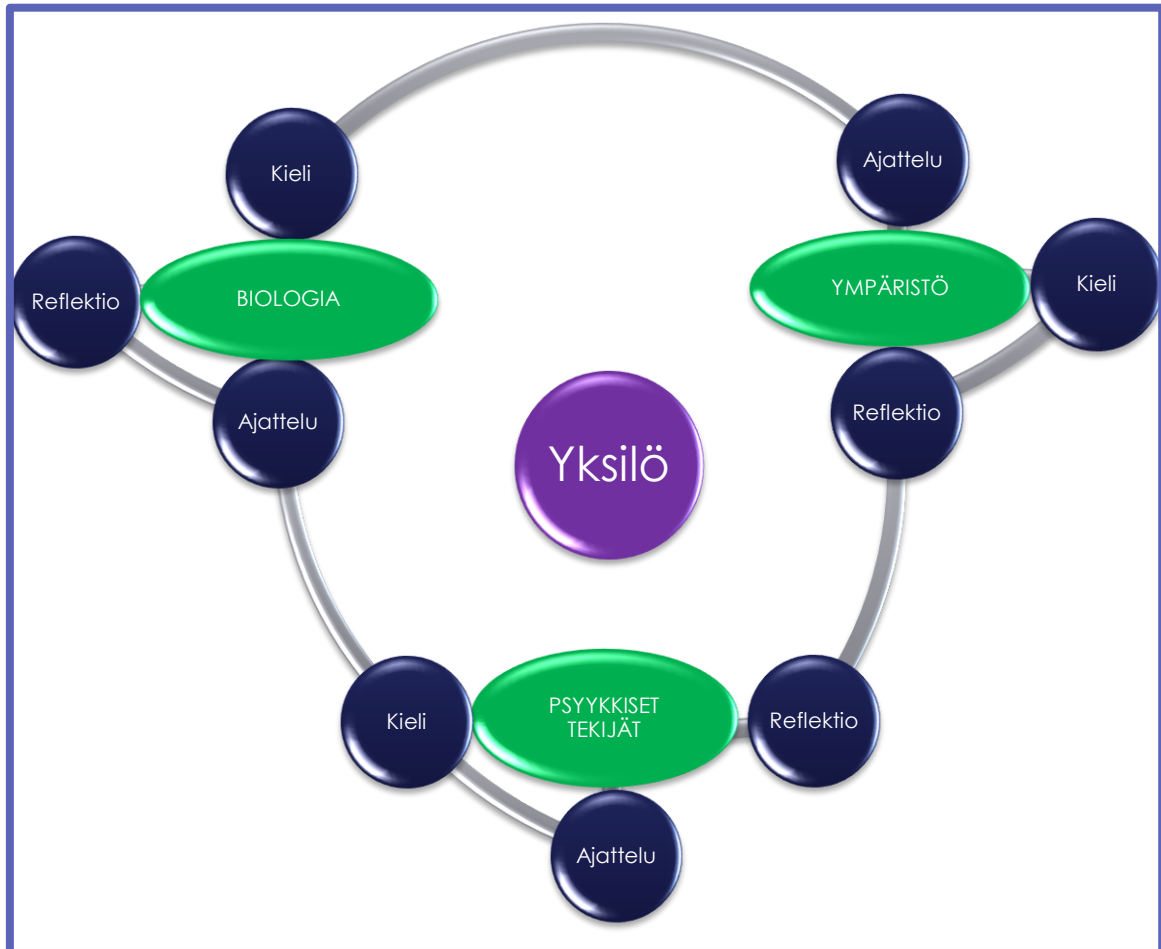 Kieli
Ajattelu
Reflektio
BIOLOGIA
YMPÄRISTÖ
Kieli
Ajattelu
Reflektio
Yksilö
Kieli
PSYYKKISET
TEKIJÄT
Reflektio
Ajattelu